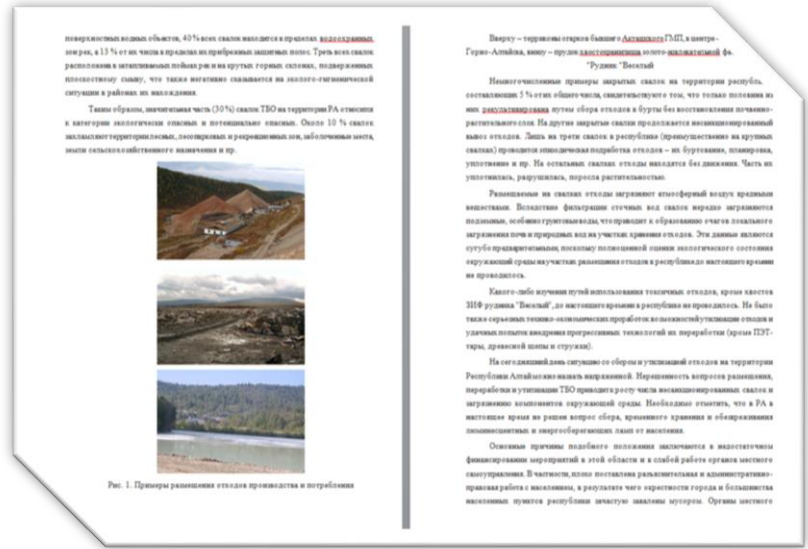 поверхностных водных объектов, 40 % всех свалок находится в пределах водоохранных
зон рек, а 15 % от их числа в пределах их прибрежных защитных полос. Треть всех свалок
расположена в затапливаемых поймах рек и на крутых горных склонах, подверженных
плоскостному смыву, что также негативно сказывается на эколого-гигиенической
ситуации в районах их нахождения.
Таким образом, значительная часть (50 %) свалок ТБО на территории РА относится
к категории экологически опасных и потенциально опасных. Около 10 % свалок
захламляют территории лесных, лесопарковых и рекреационных зон, заболоченные места,
земли сельскохозяйственного назначения и пр.
Рис. 1. Примеры размещения отходов производства и потребления
Вверху – терриконы огарков бывшего Акташского ГМП, в центре-
Горно-Алтайска, внизу – прудок хвостохранилища золото-извлекательной фа.
"Рудник "Веселый
Немногочисленные примеры закрытых свалок на территории республ.
составляющих 5 % от их общего числа, свидетельствуют о том, что только половина из
них рекультивирована путем сбора отходов в бурты без восстановления почвенно-
растительного слоя. На другие закрытые свалки продолжается несанкционированный
вывоз отходов. Лишь на трети свалок в республике (преимущественно на крупных
свалках) проводится эпизодическая подработка отходов – их буртование, планировка,
уплотнение и пр. На остальных свалках отходы находятся без движения. Часть их
уплотнилась, разрушилась, поросла растительностью.
Размещаемые на свалках отходы загрязняют атмосферный воздух вредными
веществами. Вследствие фильтрации сточных вод свалок нередко загрязняются
подземные, особенно грунтовые воды, что приводит к образованию очагов локального
загрязнения почв и природных вод на участках хранения отходов. Эти данные являются
сугубо предварительными, поскольку полноценной оценки экологического состояния
окружающей среды на участках размещения отходов в республике до настоящего времени
не проводилось.
Какого-либо изучения путей использования токсичных отходов, кроме хвостов
ЗИФ рудника "Веселый", до настоящего времени в республике не проводилось. Не было
также серьезных технико-экономических проработок возможностей утилизации отходов и
удачных попыток внедрения прогрессивных технологий их переработки (кроме ПЭТ-
тары, древесной щепы и стружки).
На сегодняшний день ситуацию со сбором и утилизацией отходов на территории
Республики Алтай можно назвать напряженной. Нерешенность вопросов размещения,
переработки и утилизации ТБО приводит к росту числа несанкционированных свалок и
загрязнению компонентов окружающей среды. Необходимо отметить, что в РА в
настоящее время не решен вопрос сбора, временного хранения и обезвреживания
люминесцентных и энергосберегающих ламп от населения.
Основные причины подобного положения заключаются в недостаточном
финансировании мероприятий в этой области и в слабой работе органов местного
самоуправления. В частности, плохо поставлена разъяснительная и административно-
правовая работа с населением, в результате чего окрестности города и большинства
населенных пунктов республики зачастую завалены мусором. Органы местного